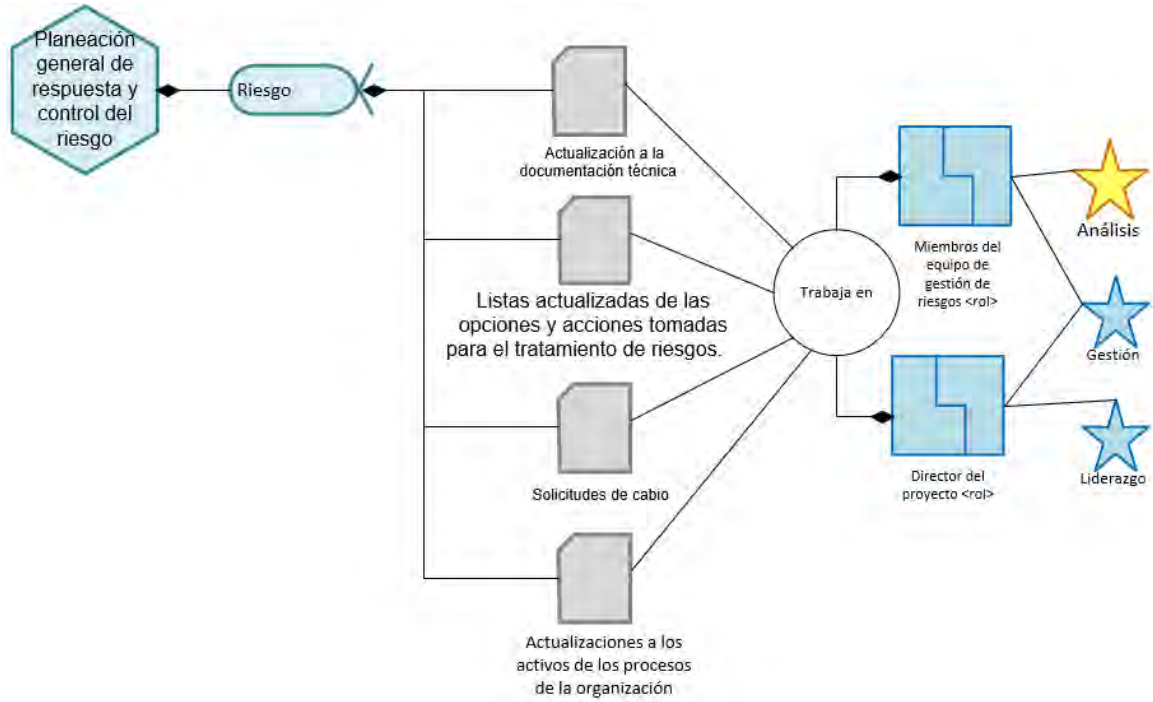 Planeación
general de
respuesta y
control del
riesgo
Riesgo
Actualización a la
documentación técnica
Listas actualizadas de las
opciones y acciones tomadas
para el tratamiento de riesgos.
Solicitudes de cabio
Actualizaciones a los
activos de los procesos
de la organización
Trabaja en
Miembros del
equipo de
gestión de
riesgos <rol>
Director del
proyecto <rol>
Análisis
Gestión
Liderazgo